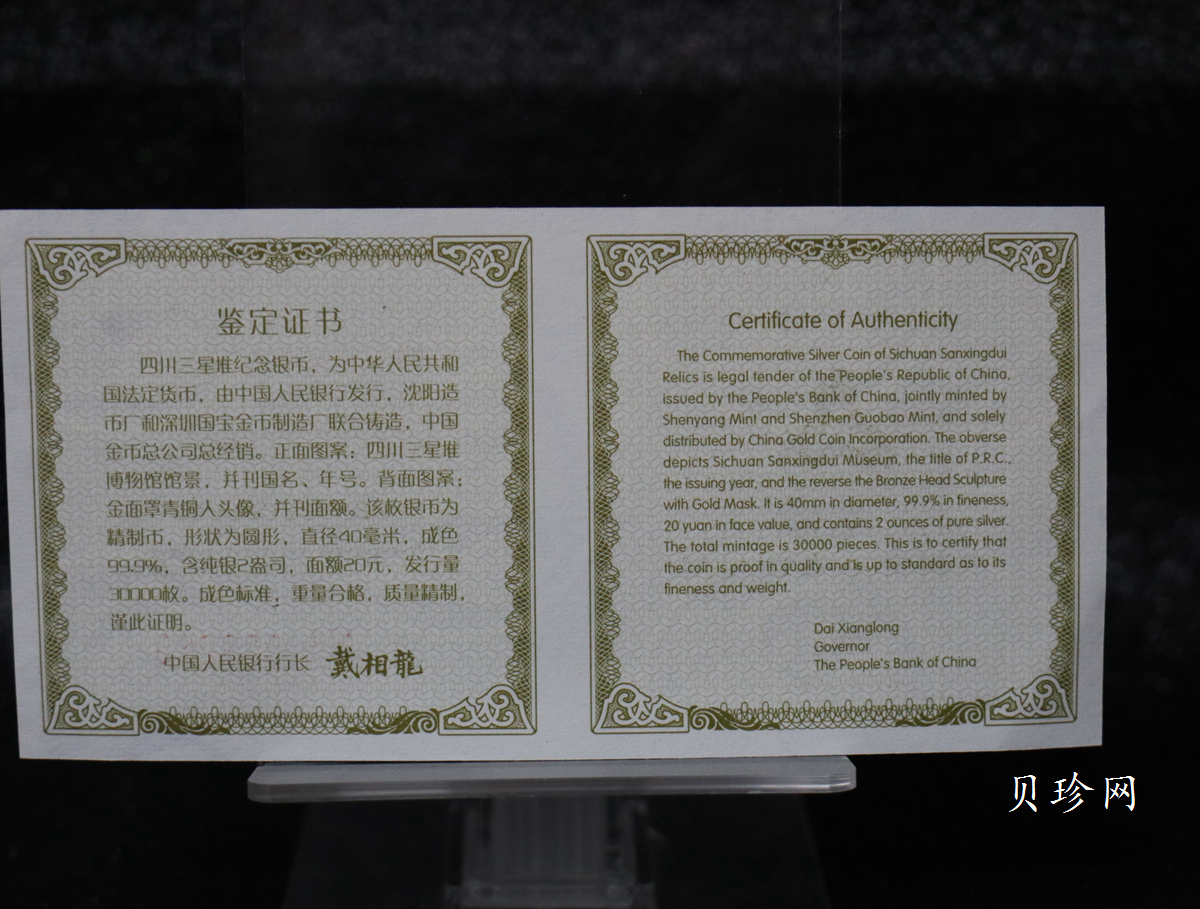 鉴定证书
四川三星堆纪念银币，为中华人民共和
国法定货币，由中国人民银行发行，沈阳造
币厂和深圳国宝金币制造厂联合铸造，中国
金币总公司总经销。正面图案：四川三星堆
博物馆馆景，并刊国名、年号。背面图案：
金面罩青铜人头像，并刊面额。该枚银币为
精制币，形状为圆形，直径40毫米，成色
99.9%，含纯银2盎司，面额20元，发行量
30000枚。成色标准，重量合格，质量精制，
谨此证明。
中国人民银行行长 戴相龍
Certificate of Authenticity
The Commemorative Silver Coin of Sichuan Sanxingdui
Relics is legal tender of the People's Republic of China,
issued by the People's Bank of China, jointly minted by
Shenyang Mint and Shenzhen Guobao Mint, and solely
distributed by China Gold Coin Incorporation. The obverse
depicts Sichuan Sanxingdui Museum, the title of P.R.C.,
the issuing year, and the reverse the Bronze Head Sculpture
with Gold Mask. It is 40mm in diameter, 99.9% in fineness,
20 yuan in face value, and contains 2 ounces of pure silver.
The total mintage is 30000 pieces. This is to certify that
the coin is proof in quality and is up to standard as to its
fineness and weight.
Dai Xianglong
Governor
The People's Bank of China
贝珍网